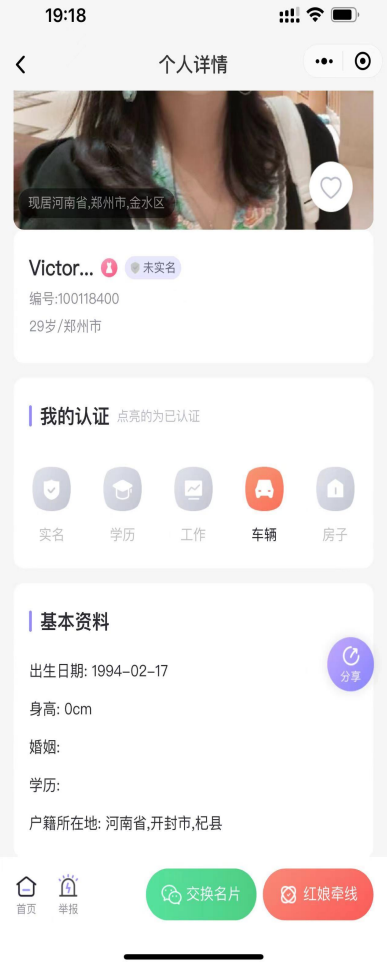 19:18
个人详情
现居河南省,郑州市,金水区
Victor... 未实名
编号:100118400
29岁/郑州市
我的认证 点亮的为已认证
实名 学历 工作 车辆 房子
基本资料
出生日期: 1994-02-17
分享
身高: 0cm
婚姻:
学历:
户籍所在地: 河南省,开封市,杞县
首页 举报 交换名片 红娘牵线